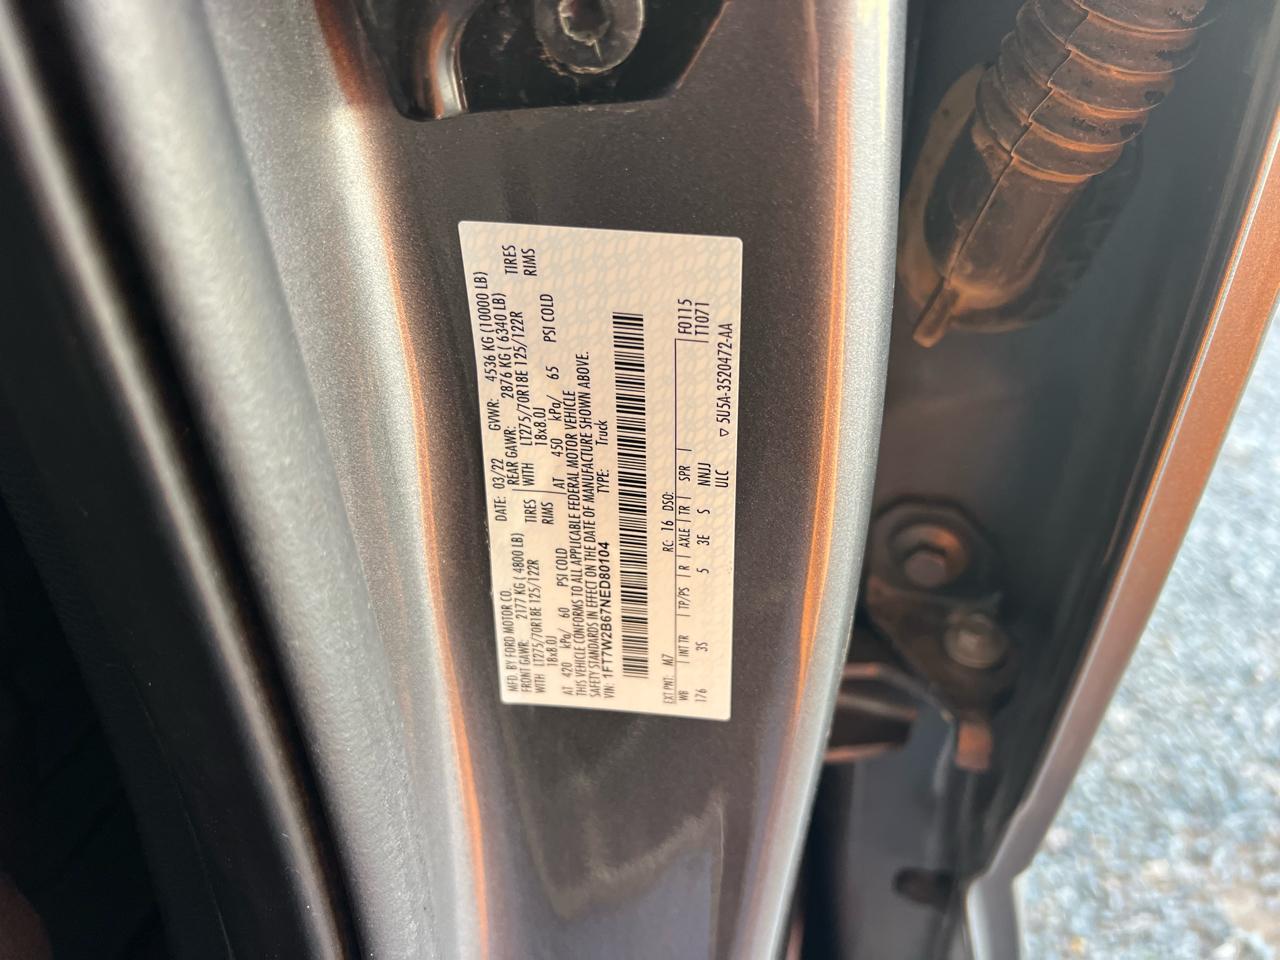 MFD. BY FORD MOTOR CO.
DATE: 03/22 GVWR: 4536 KG (10000 LB)
FRONT GAWR: 2177 KG ( 4800 LB) REAR GAWR: 2876 KG ( 6340 LB)
WITH LT275/70R18E 125/122R TIRES WITH LT275/70R18E 125/122R TIRES
18x8.0J RIMS 18x8.0J RIMS
AT 420 kPa/ 60 PSI COLD AT 450 kPa/ 65 PSI COLD
THIS VEHICLE CONFORMS TO ALL APPLICABLE FEDERAL MOTOR VEHICLE
SAFETY STANDARDS IN EFFECT ON THE DATE OF MANUFACTURE SHOWN ABOVE.
VIN: 1FT7W2B67NED80104 TYPE: Truck
EXT PNT: M7 RC: 16 DSO: F0115
WB INT TR TP/PS R AXLE TR SPR T1071
176 3S 5 3E S NNJJ
ULC ▽ 5U5A-3520472-AA